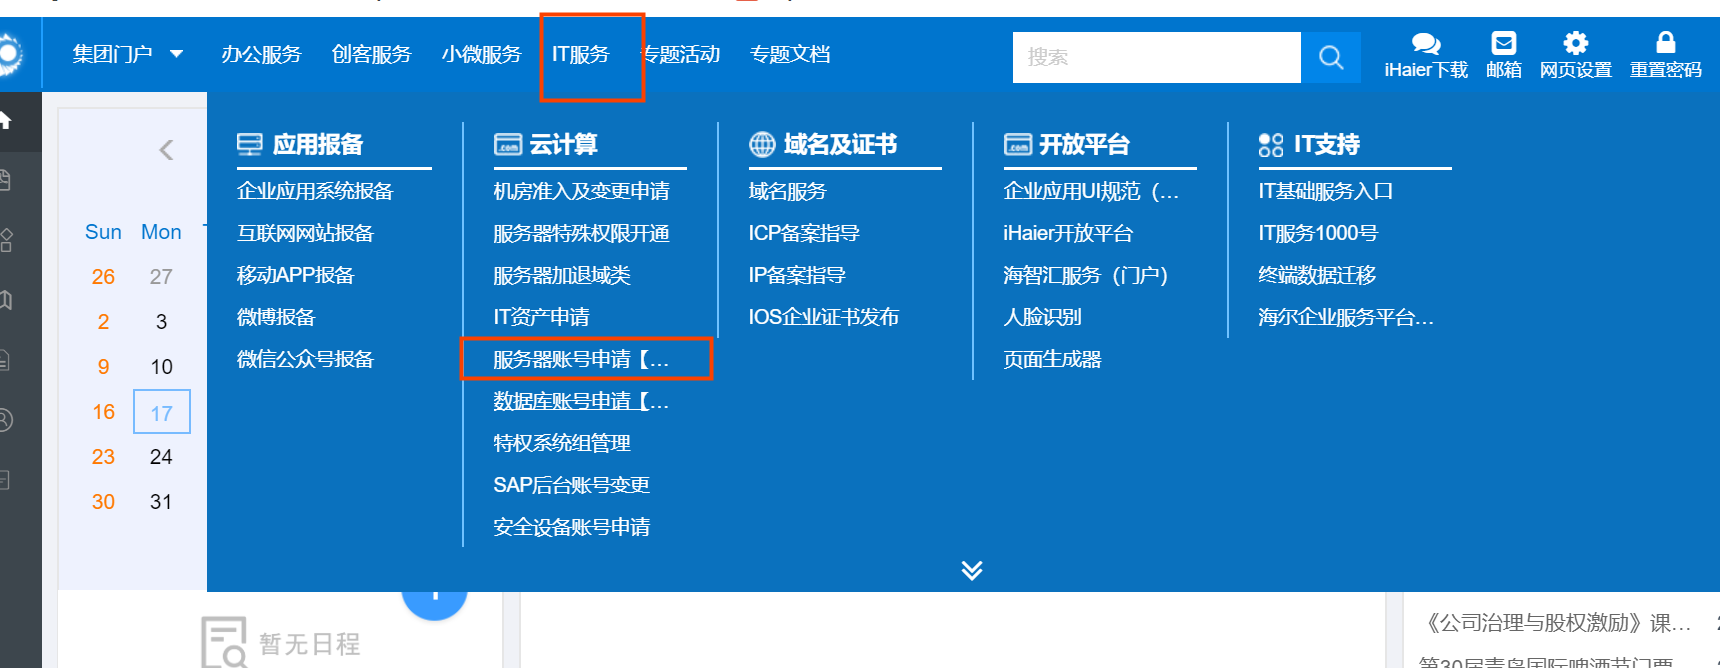 集团门户
办公服务
创客服务
小微服务
IT服务
专题活动
专题文档
搜索
iHaier下载
邮箱
网页设置
重置密码
应用报备
企业应用系统报备
互联网网站报备
移动APP报备
微博报备
微信公众号报备
云计算
机房准入及变更申请
服务器特殊权限开通
服务器加退域类
IT资产申请
服务器账号申请【...
数据库账号申请【...
特权系统组管理
SAP后台账号变更
安全设备账号申请
域名及证书
域名服务
ICP备案指导
IP备案指导
IOS企业证书发布
开放平台
企业应用UI规范（...
iHaier开放平台
海智汇服务（门户）
人脸识别
页面生成器
IT支持
IT基础服务入口
IT服务1000号
终端数据迁移
海尔企业服务平台...
Sun Mon
26 27
2 3
9 10
16 17
23 24
30 31
暂无日程
《公司治理与股权激励》课...
第30届青岛国际啤酒节门票